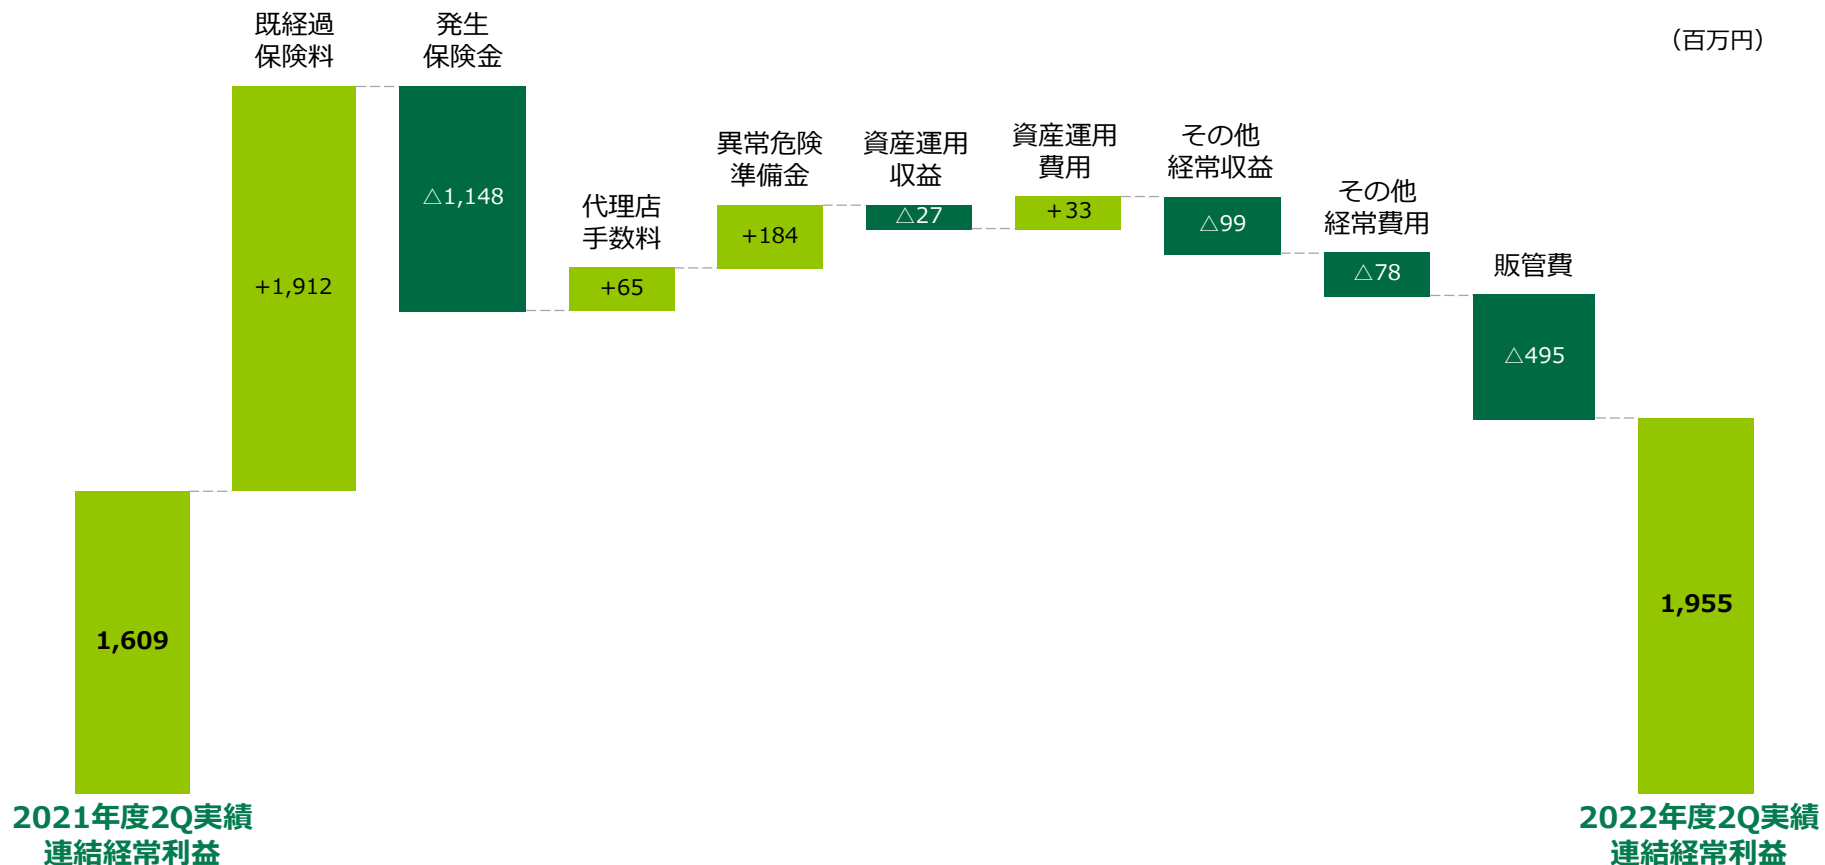 （百万円）
既経過
保険料
発生
保険金
代理店
手数料
異常危険
準備金
資産運用
収益
資産運用
費用
その他
経常収益
その他
経常費用
販管費
1,609
+1,912
△1,148
+65
+184
△27
+33
△99
△78
△495
1,955
2021年度2Q実績
連結経常利益
2022年度2Q実績
連結経常利益